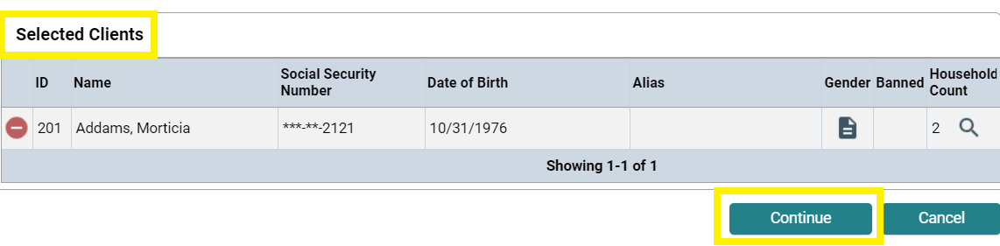 Selected Clients
ID Name Social Security Number Date of Birth Alias Gender Banned Household Count
201 Addams, Morticia ***-**-2121 10/31/1976 2
Showing 1-1 of 1
Continue Cancel